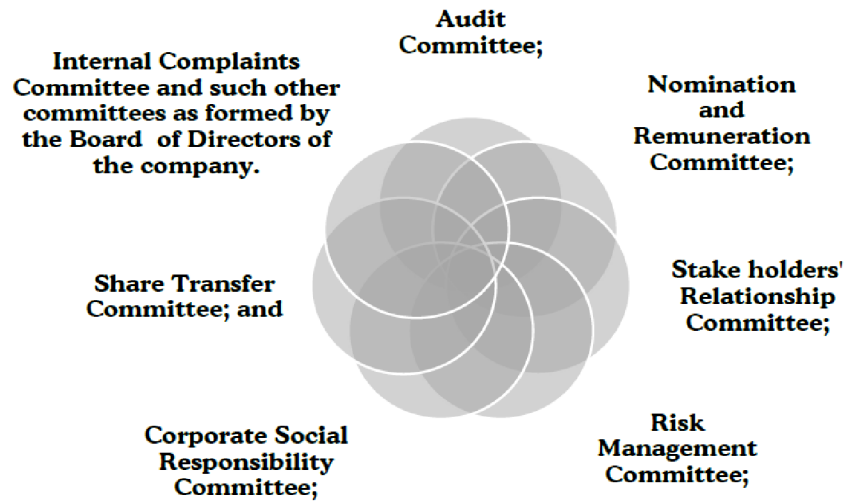 Audit
Committee;
Nomination
and
Remuneration
Committee;
Stake holders'
Relationship
Committee;
Risk
Management
Committee;
Corporate Social
Responsibility
Committee;
Share Transfer
Committee; and
Internal Complaints
Committee and such other
committees as formed by
the Board of Directors of
the company.